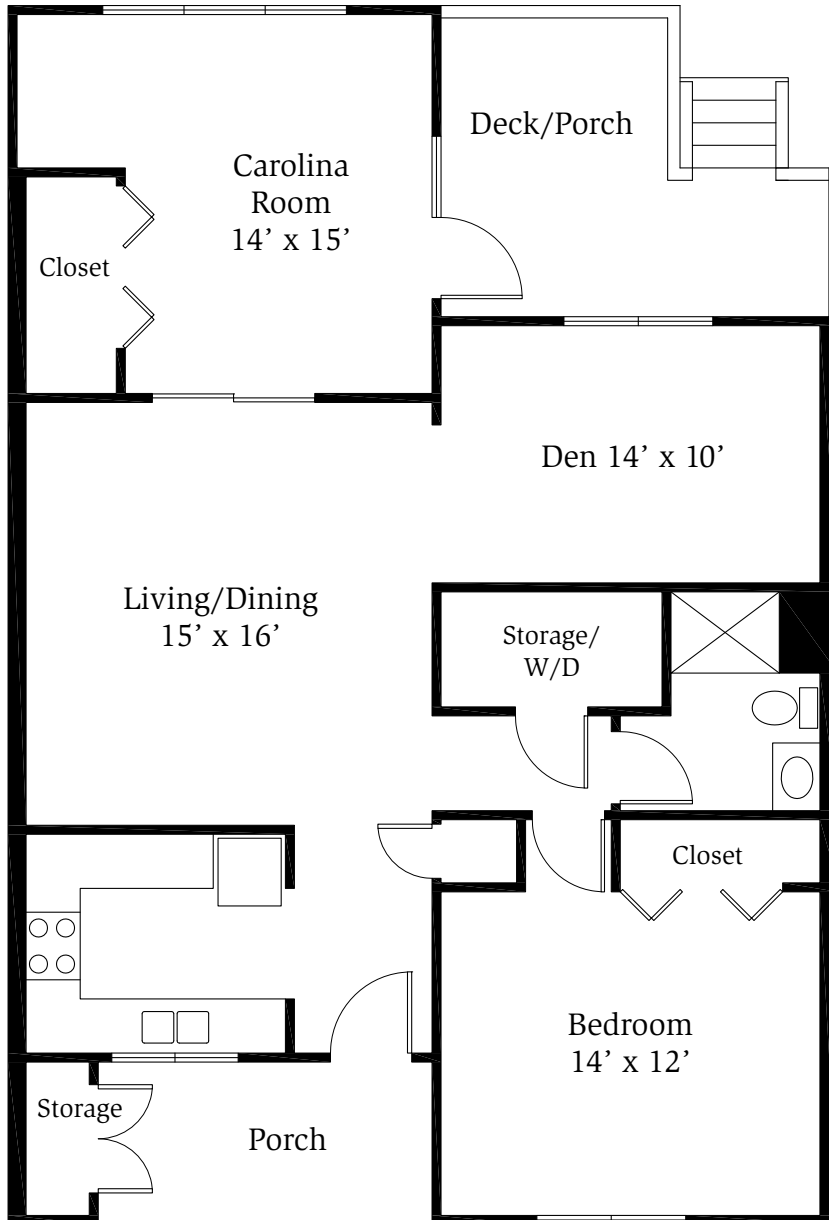 Deck/Porch
Carolina
Room
14’ x 15’
Closet
Den 14’ x 10’
Living/Dining
15’ x 16’
Storage/
W/D
Closet
Bedroom
14’ x 12’
Storage
Porch